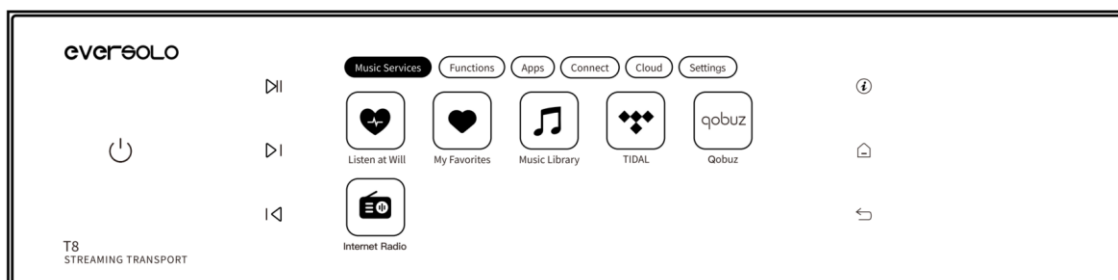 eversolo
Music Services Functions Apps Connect Cloud Settings
qobuz
Listen at Will My Favorites Music Library TIDAL Qobuz
Internet Radio
T8
STREAMING TRANSPORT